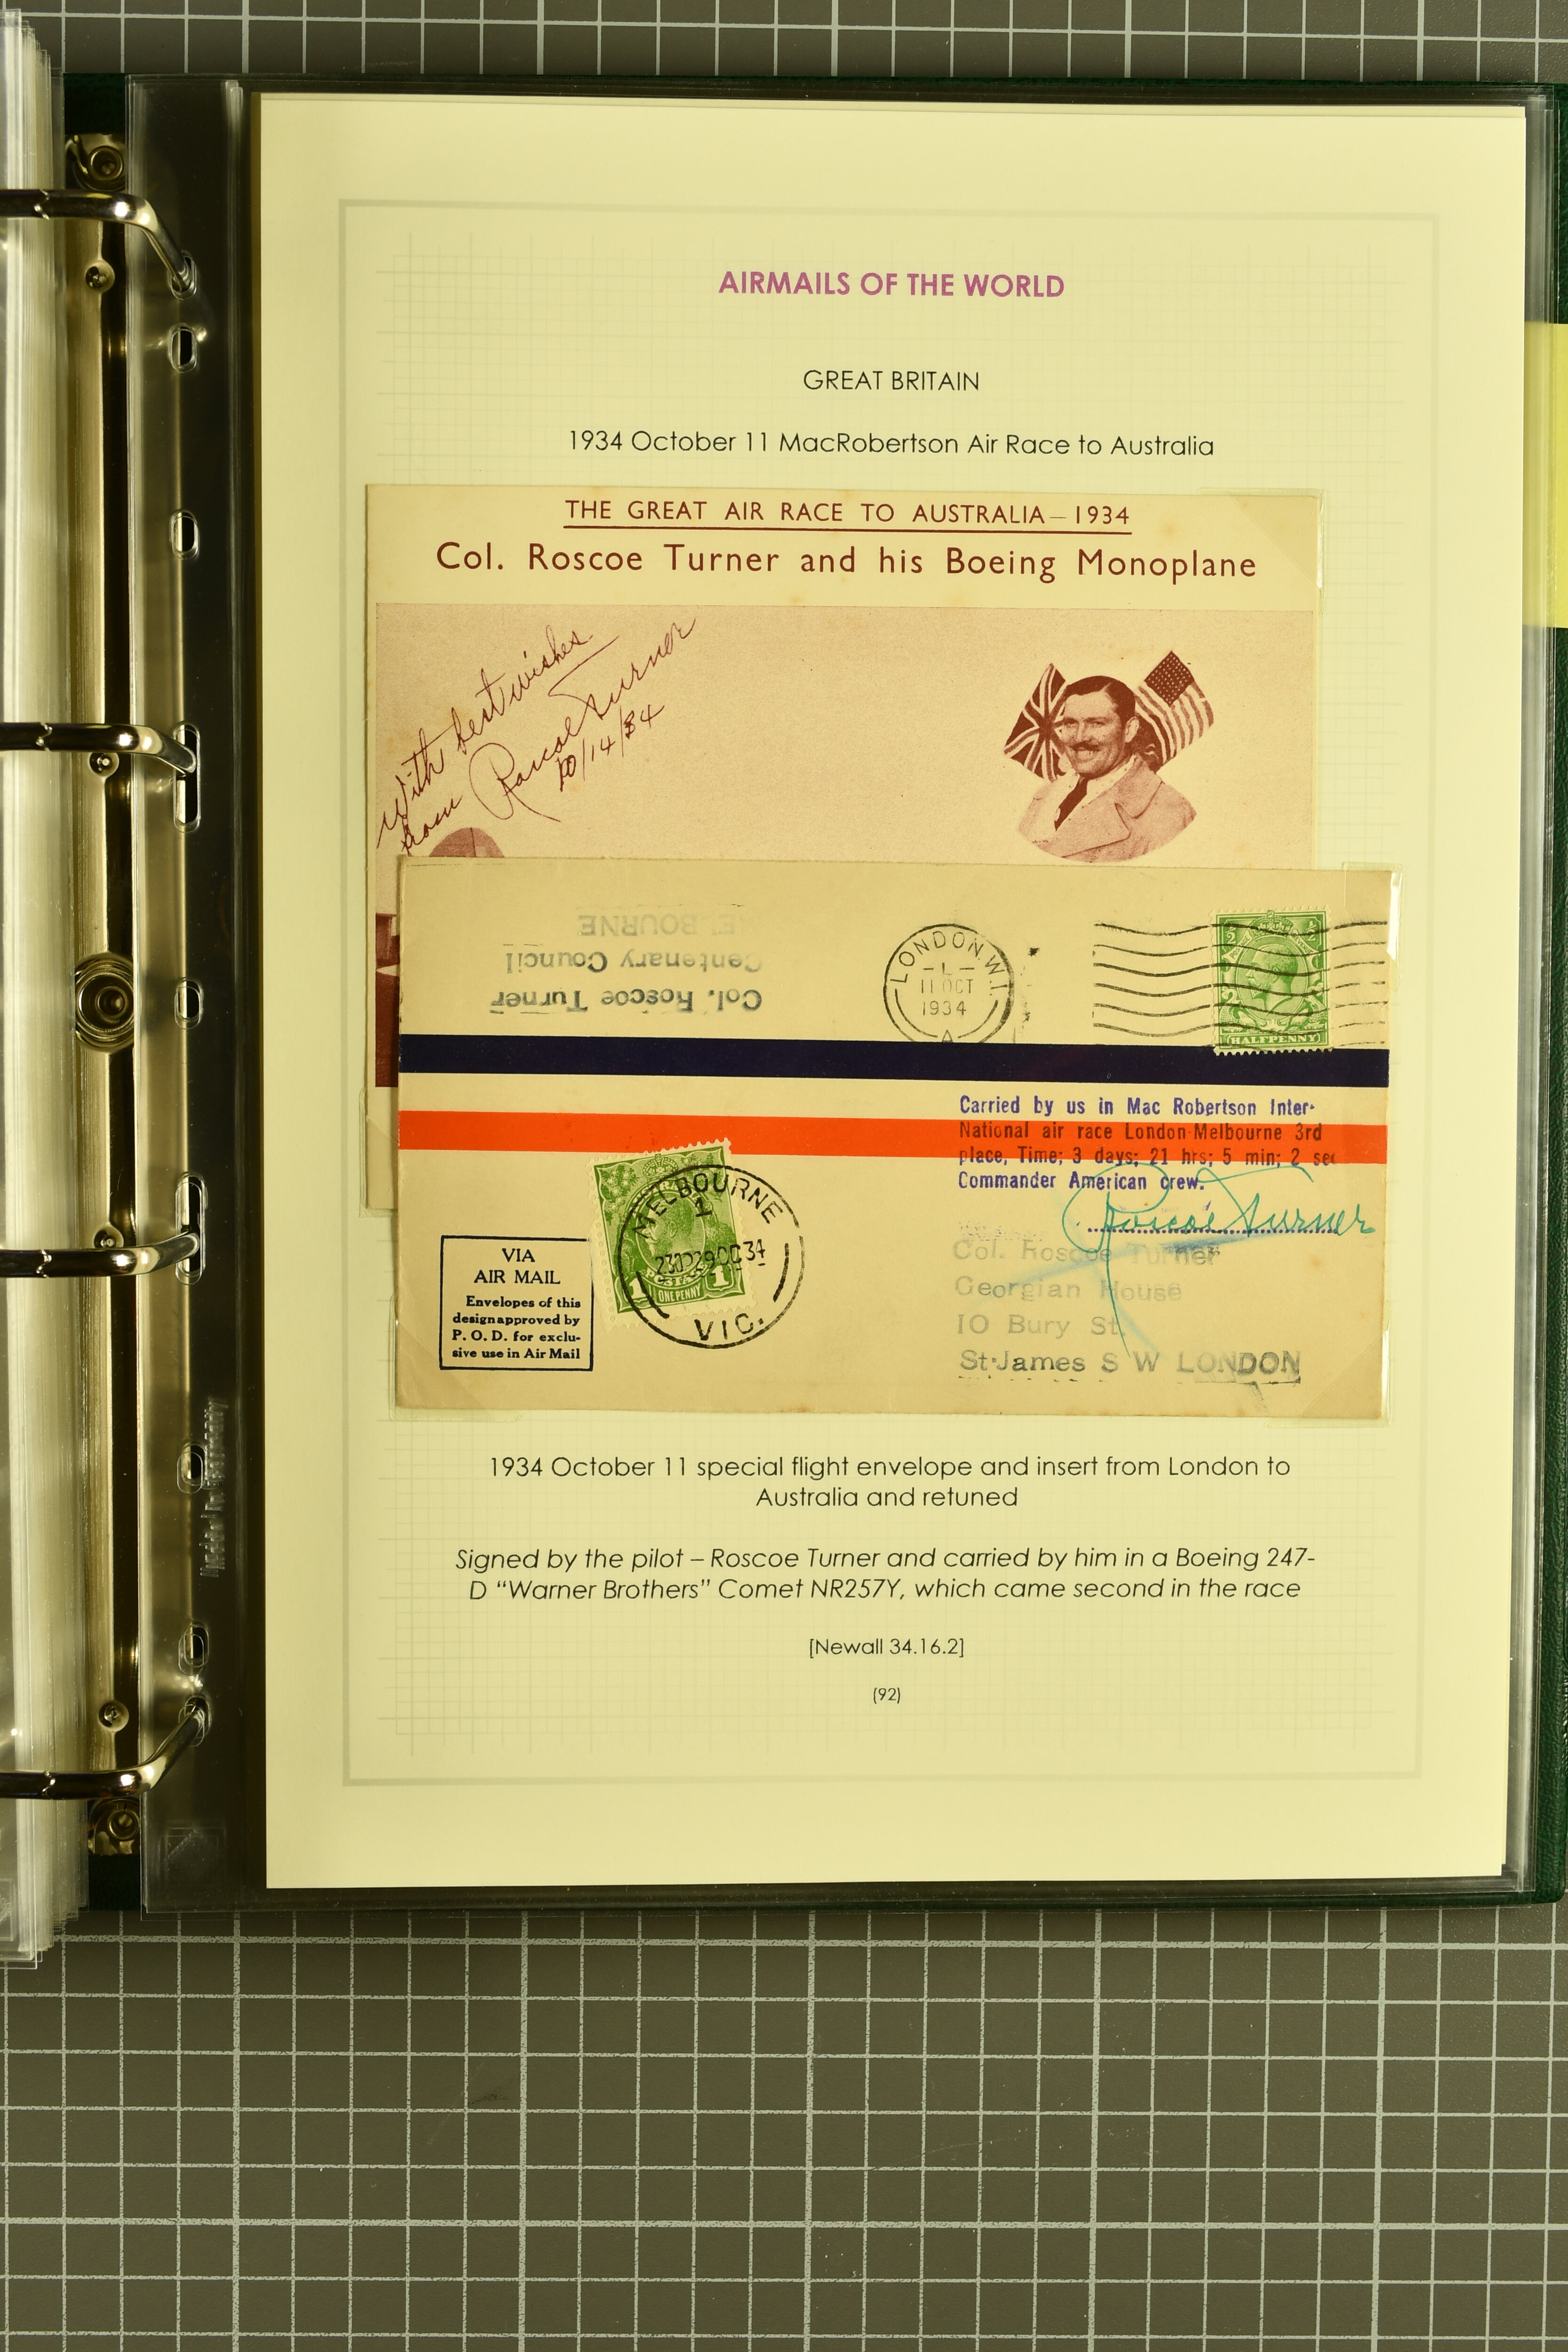 AIRMAILS OF THE WORLD
GREAT BRITAIN
1934 October 11 MacRobertson Air Race to Australia
THE GREAT AIR RACE TO AUSTRALIA–1934
Col. Roscoe Turner and his Boeing Monoplane
With best wishes
from Roscoe Turner
10/14/34
MELBOURNE
Centenary Council
Col. Roscoe Turner
LONDON.W.1.
–L–
11 OCT
1934
A
HALFPENNY
Carried by us in Mac Robertson Inter-
National air race London-Melbourne 3rd
place, Time; 3 days; 21 hrs; 5 min; 2 sec
Commander American crew.
Roscoe Turner
Col. Roscoe Turner
Georgian House
10 Bury St.
St·James S W LONDON
MELBOURNE
1
29OC34
VIC.
1 ONE PENNY 1
VIA
AIR MAIL
Envelopes of this
design approved by
P. O. D. for exclu-
sive use in Air Mail
1934 October 11 special flight envelope and insert from London to
Australia and retuned
Signed by the pilot – Roscoe Turner and carried by him in a Boeing 247-
D “Warner Brothers” Comet NR257Y, which came second in the race
[Newall 34.16.2]
(92)